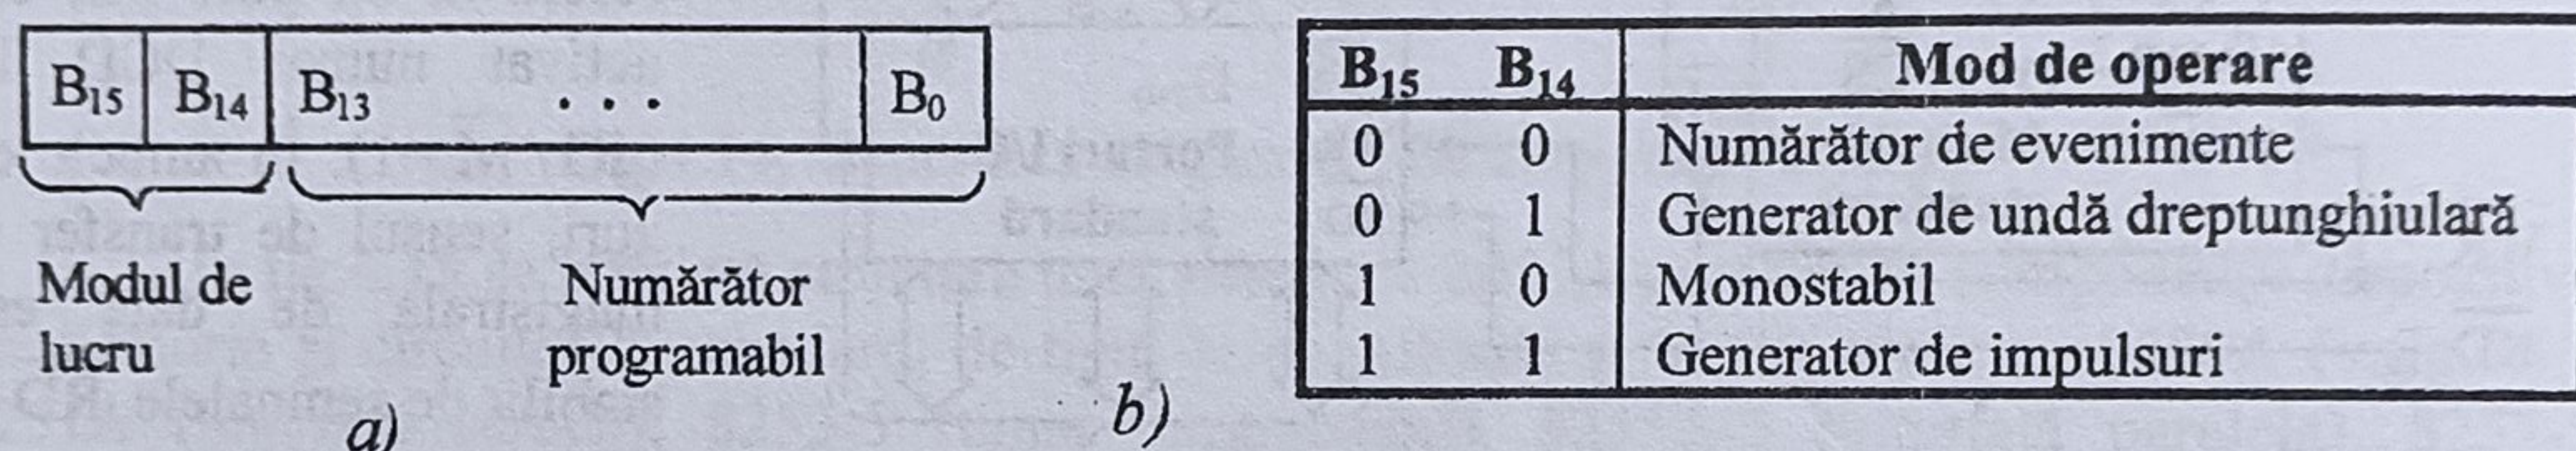 B₁₅ B₁₄ B₁₃ . . . B₀
Modul de
lucru
Numărător
programabil
a)
b)
B₁₅ B₁₄ Mod de operare
0 0 Numărător de evenimente
0 1 Generator de undă dreptunghiulară
1 0 Monostabil
1 1 Generator de impulsuri